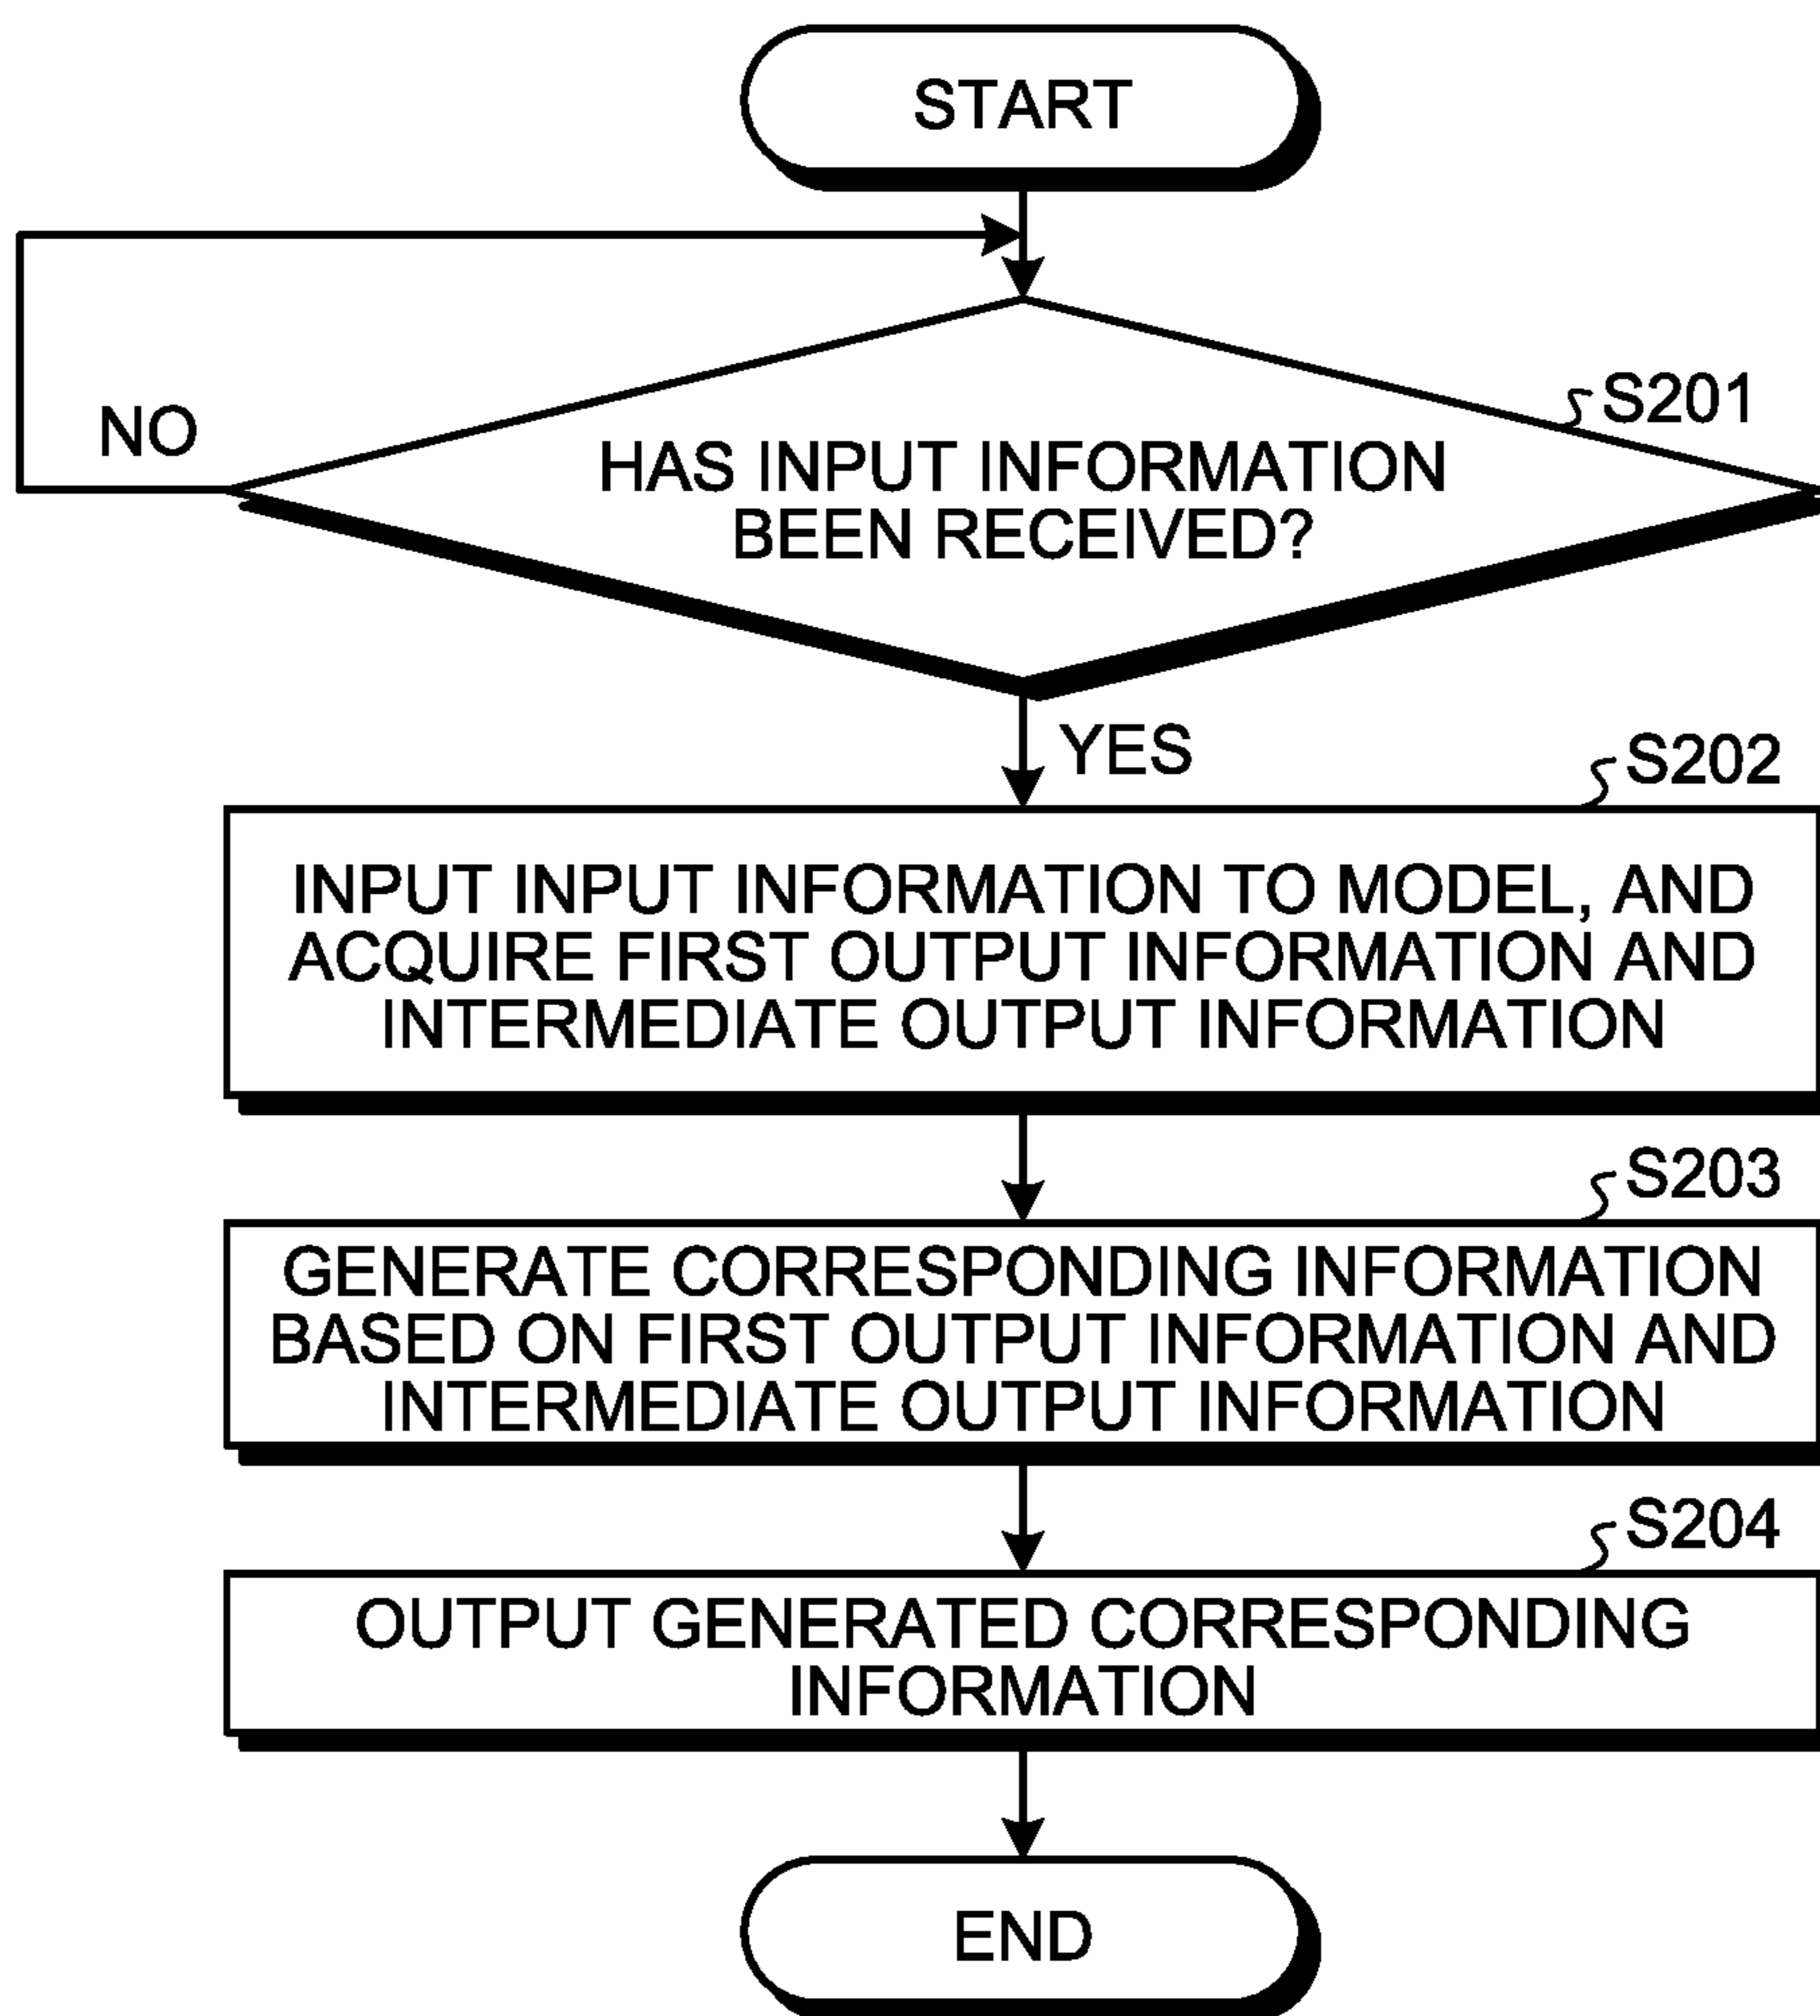 START
NO
S201
HAS INPUT INFORMATION
BEEN RECEIVED?
YES
S202
INPUT INPUT INFORMATION TO MODEL, AND
ACQUIRE FIRST OUTPUT INFORMATION AND
INTERMEDIATE OUTPUT INFORMATION
S203
GENERATE CORRESPONDING INFORMATION
BASED ON FIRST OUTPUT INFORMATION AND
INTERMEDIATE OUTPUT INFORMATION
S204
OUTPUT GENERATED CORRESPONDING
INFORMATION
END